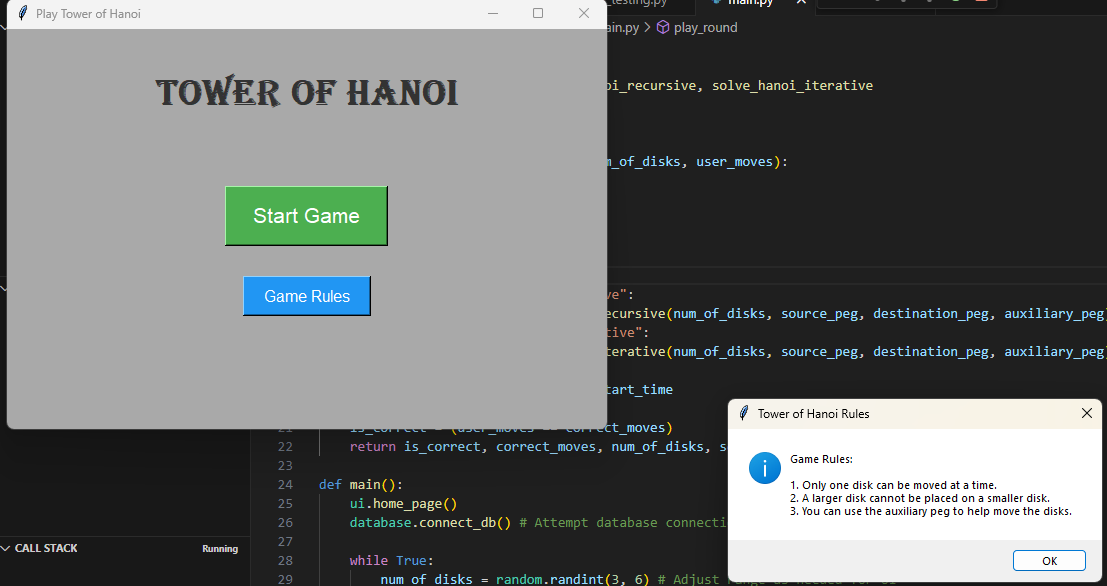 Play Tower of Hanoi
TOWER OF HANOI
Start Game
Game Rules
_testing.py
main.py
ain.py > play_round
oi_recursive, solve_hanoi_iterative
_of_disks, user_moves):
ve":
ecursive(num_of_disks, source_peg, destination_peg, auxiliary_peg)
tive":
terative(num_of_disks, source_peg, destination_peg, auxiliary_peg)
tart_time
21 is_correct = (user_moves == correct_moves)
22 return is_correct, correct_moves, num_of_disks, s
23
24 def main():
25 ui.home_page()
26 database.connect_db() # Attempt database connecti
27
28 while True:
29 num_of_disks = random.randint(3, 6) # Adjust range as needed for UI
CALL STACK
Running
Tower of Hanoi Rules
Game Rules:
1. Only one disk can be moved at a time.
2. A larger disk cannot be placed on a smaller disk.
3. You can use the auxiliary peg to help move the disks.
OK